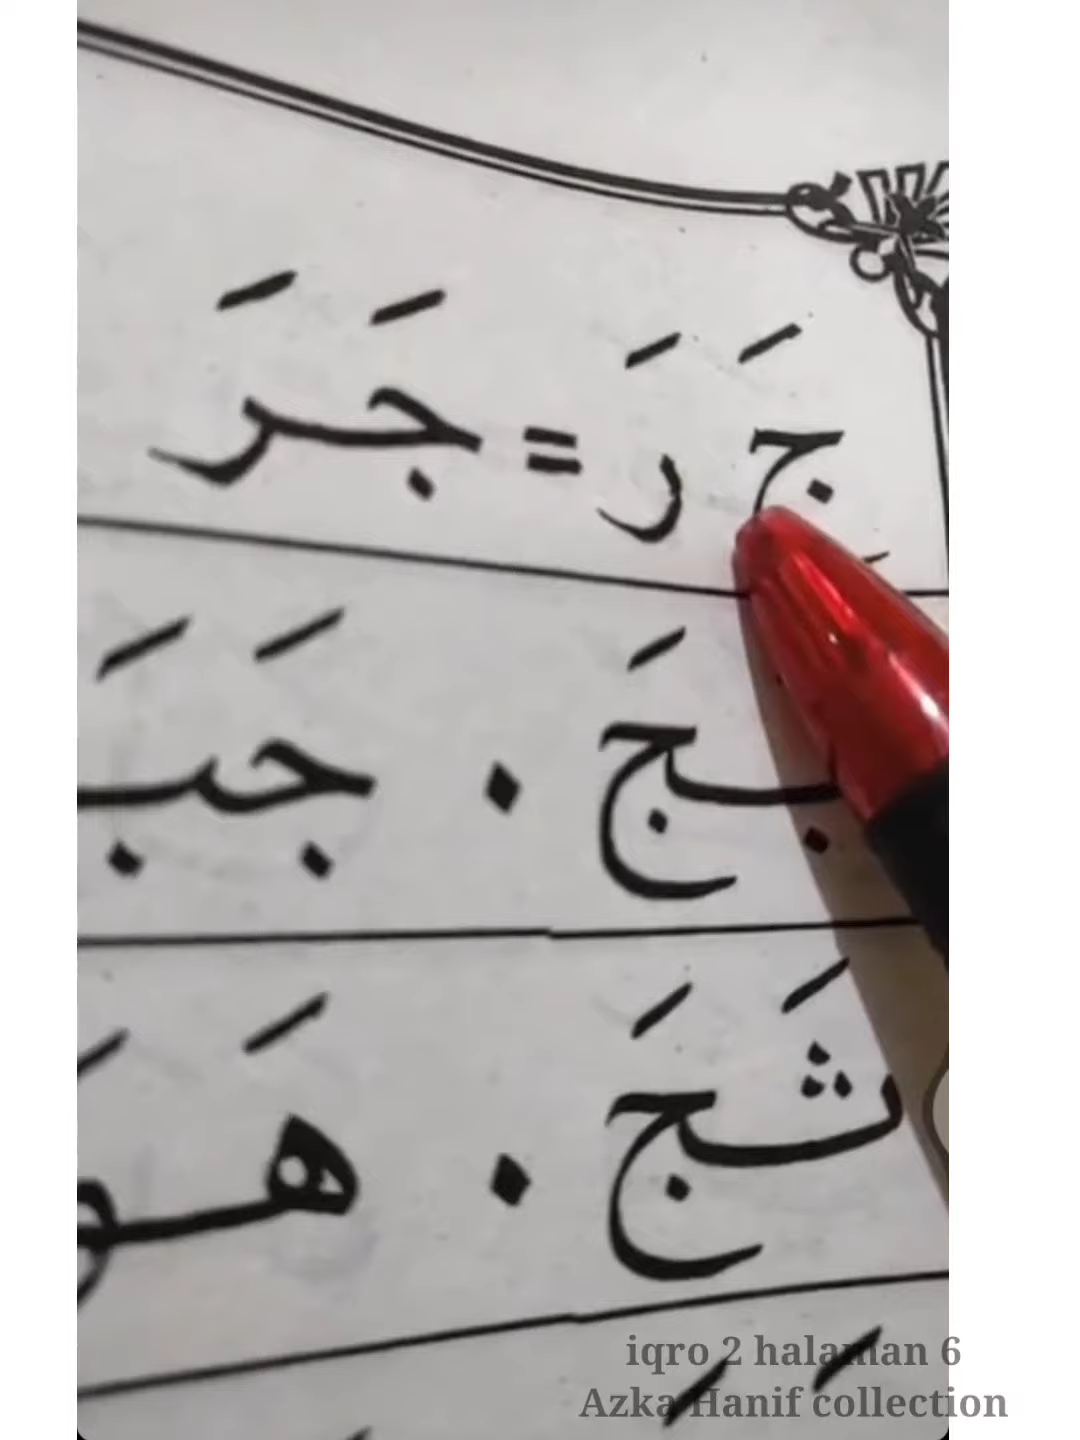 جَ رَ = جَرَ
بَجَ . جَبَ
ثَجَ . هَوَ
iqro 2 halaman 6
Azka Hanif collection